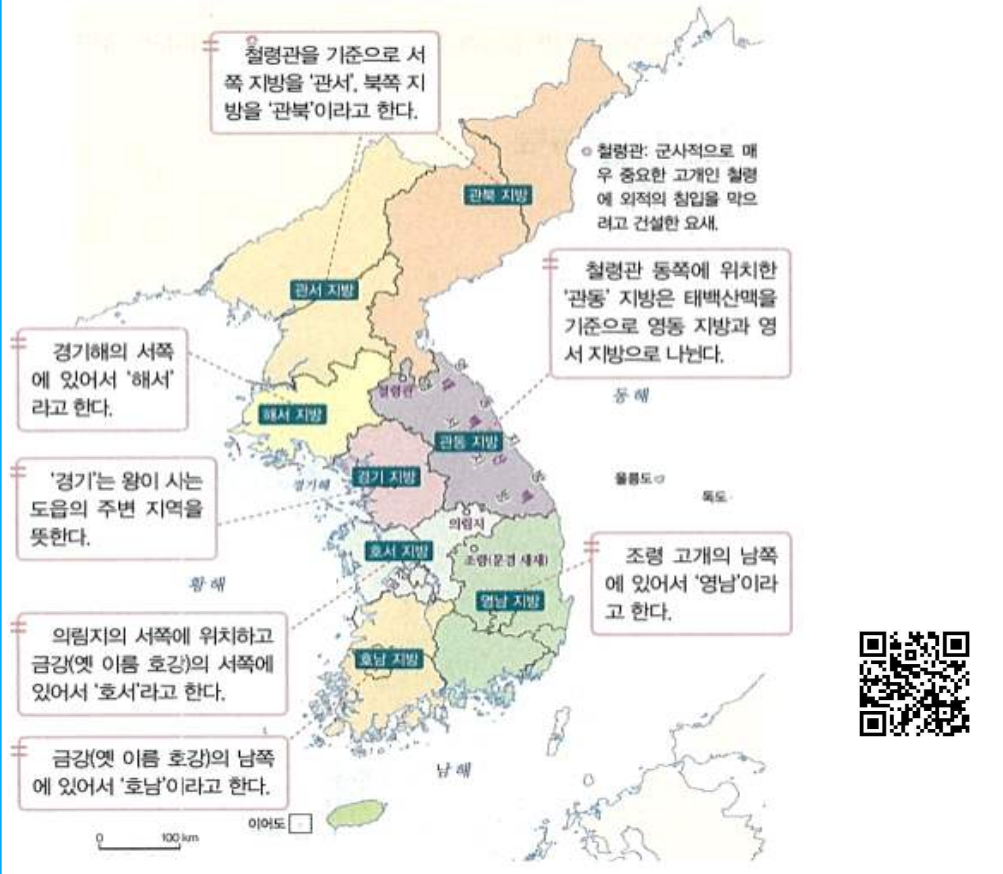 철령관을 기준으로 서
쪽 지방을 '관서', 북쪽 지
방을 '관북'이라고 한다.
철령관: 군사적으로 매
우 중요한 고개인 철령
에 외적의 침입을 막으
려고 건설한 요새.
관북 지방
철령관 동쪽에 위치한
'관동' 지방은 태백산맥을
기준으로 영동 지방과 영
서 지방으로 나뉜다.
관서 지방
경기해의 서쪽
에 있어서 '해서'
라고 한다.
철령관
태
백
산
맥
동해
해서 지방
관동 지방
'경기'는 왕이 사는
도읍의 주변 지역을
뜻한다.
경기해
경기 지방
울릉도
독도
의림지
호서 지방
조령(문경 새재)
조령 고개의 남쪽
에 있어서 '영남'이라
고 한다.
황해
영남 지방
의림지의 서쪽에 위치하고
금강(옛 이름 호강)의 서쪽에
있어서 '호서'라고 한다.
호남 지방
금강(옛 이름 호강)의 남쪽
에 있어서 '호남'이라고 한다.
남해
이어도
0 100 km